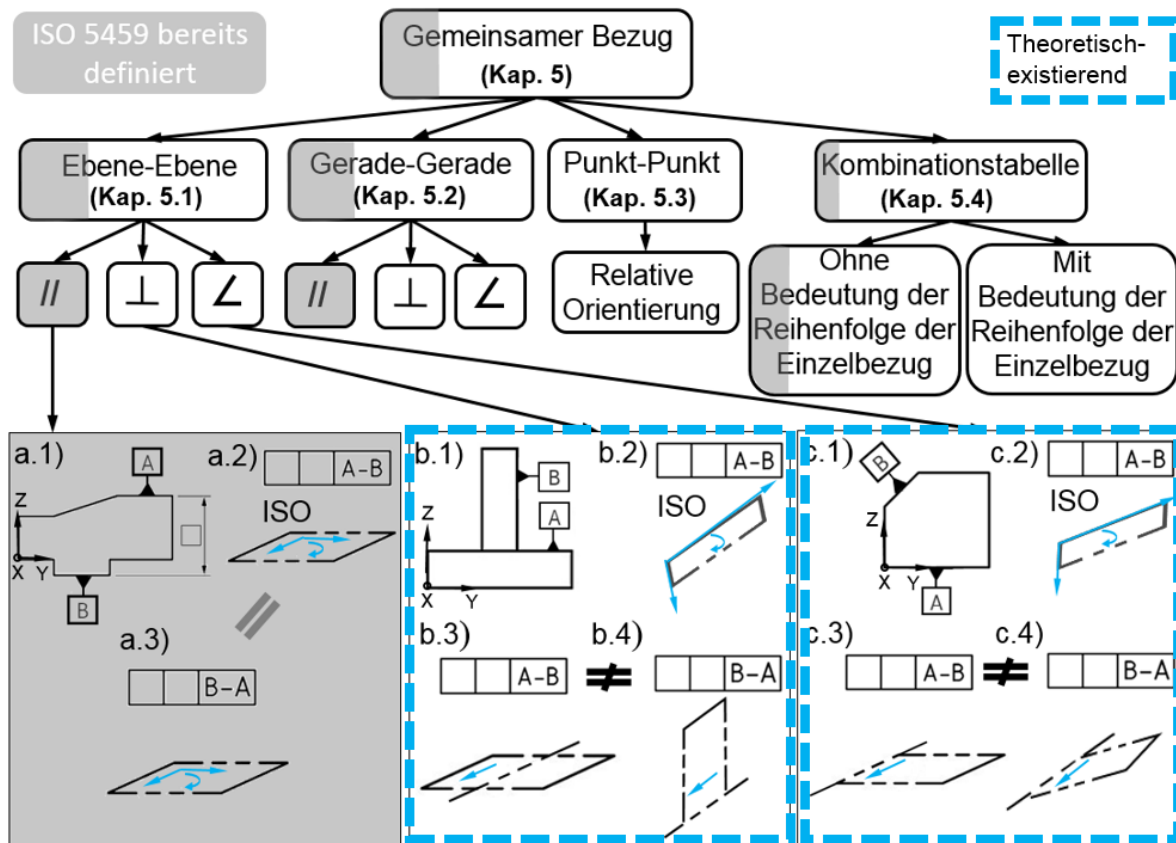 ISO 5459 bereits
definiert
Gemeinsamer Bezug
(Kap. 5)
Theoretisch-
existierend
Ebene-Ebene
(Kap. 5.1)
Gerade-Gerade
(Kap. 5.2)
Punkt-Punkt
(Kap. 5.3)
Kombinationstabelle
(Kap. 5.4)
//
⊥
∠
//
⊥
∠
Relative
Orientierung
Ohne
Bedeutung der
Reihenfolge der
Einzelbezug
Mit
Bedeutung der
Reihenfolge der
Einzelbezug
a.1)
A
Z
X
Y
B
a.2)
A-B
ISO
//
a.3)
B-A
b.1)
B
A
Z
X
Y
b.2)
A-B
ISO
b.3)
A-B
≠
b.4)
B-A
c.1)
B
Z
X
Y
A
c.2)
A-B
ISO
c.3)
A-B
≠
c.4)
B-A